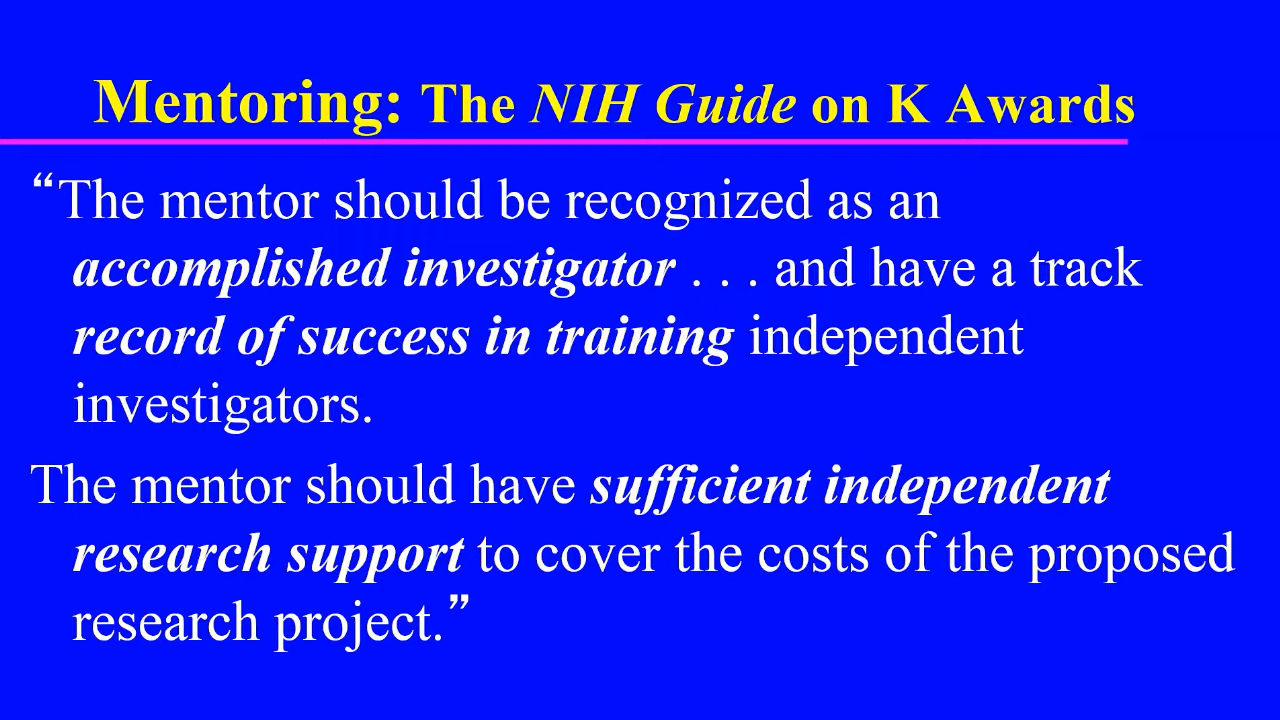 Mentoring: The NIH Guide on K Awards
“The mentor should be recognized as an
accomplished investigator . . . and have a track
record of success in training independent
investigators.
The mentor should have sufficient independent
research support to cover the costs of the proposed
research project.”